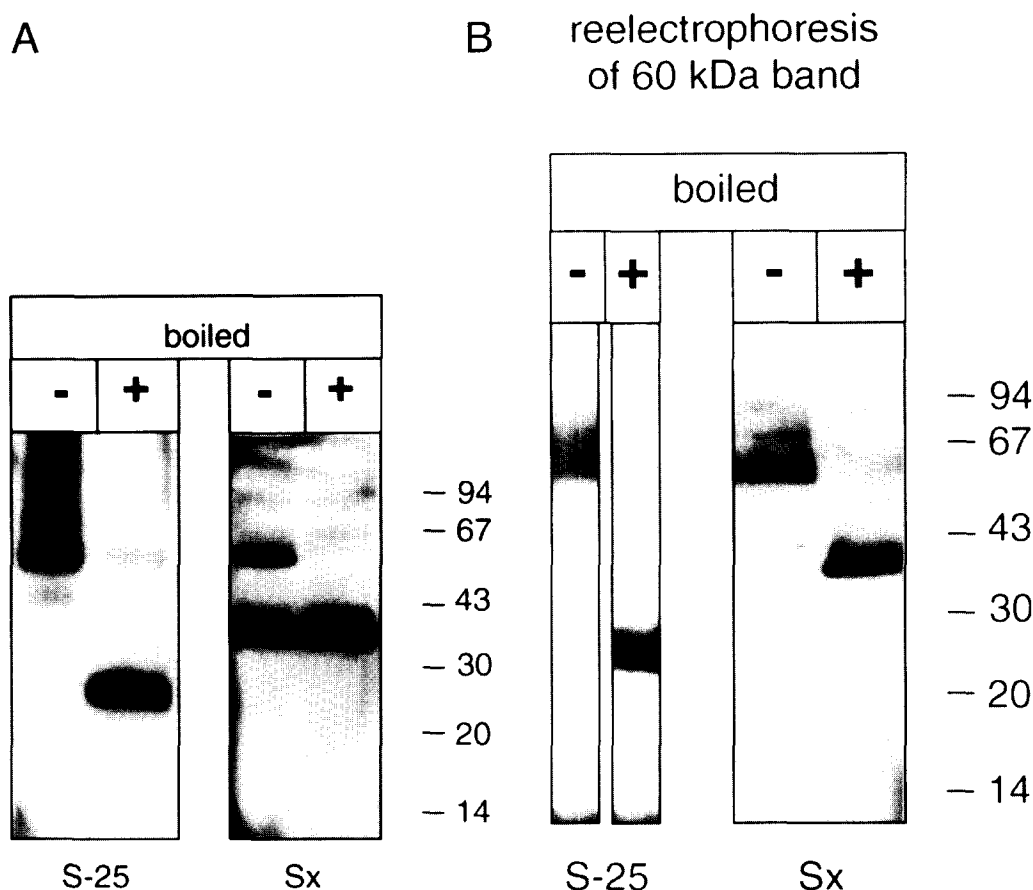 A
boiled
- +
- +
94
67
43
30
20
14
S-25
Sx
B
reelectrophoresis
of 60 kDa band
boiled
- +
- +
94
67
43
30
20
14
S-25
Sx